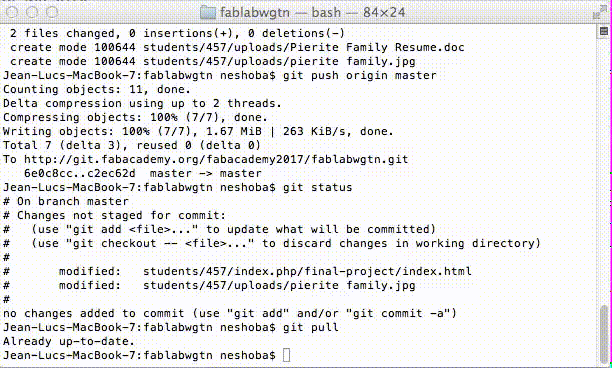 fablabwgtn — bash — 84×24
2 files changed, 0 insertions(+), 0 deletions(-)
create mode 100644 students/457/uploads/Pierite Family Resume.doc
create mode 100644 students/457/uploads/pierite family.jpg
Jean-Lucs-MacBook-7:fablabwgtn neshoba$ git push origin master
Counting objects: 11, done.
Delta compression using up to 2 threads.
Compressing objects: 100% (7/7), done.
Writing objects: 100% (7/7), 1.67 MiB | 263 KiB/s, done.
Total 7 (delta 3), reused 0 (delta 0)
To http://git.fabacademy.org/fabacademy2017/fablabwgtn.git
6e0c8cc..c2ec62d  master -> master
Jean-Lucs-MacBook-7:fablabwgtn neshoba$ git status
# On branch master
# Changes not staged for commit:
#   (use "git add <file>..." to update what will be committed)
#   (use "git checkout -- <file>..." to discard changes in working directory)
#
#       modified:   students/457/index.php/final-project/index.html
#       modified:   students/457/uploads/pierite family.jpg
#
no changes added to commit (use "git add" and/or "git commit -a")
Jean-Lucs-MacBook-7:fablabwgtn neshoba$ git pull
Already up-to-date.
Jean-Lucs-MacBook-7:fablabwgtn neshoba$